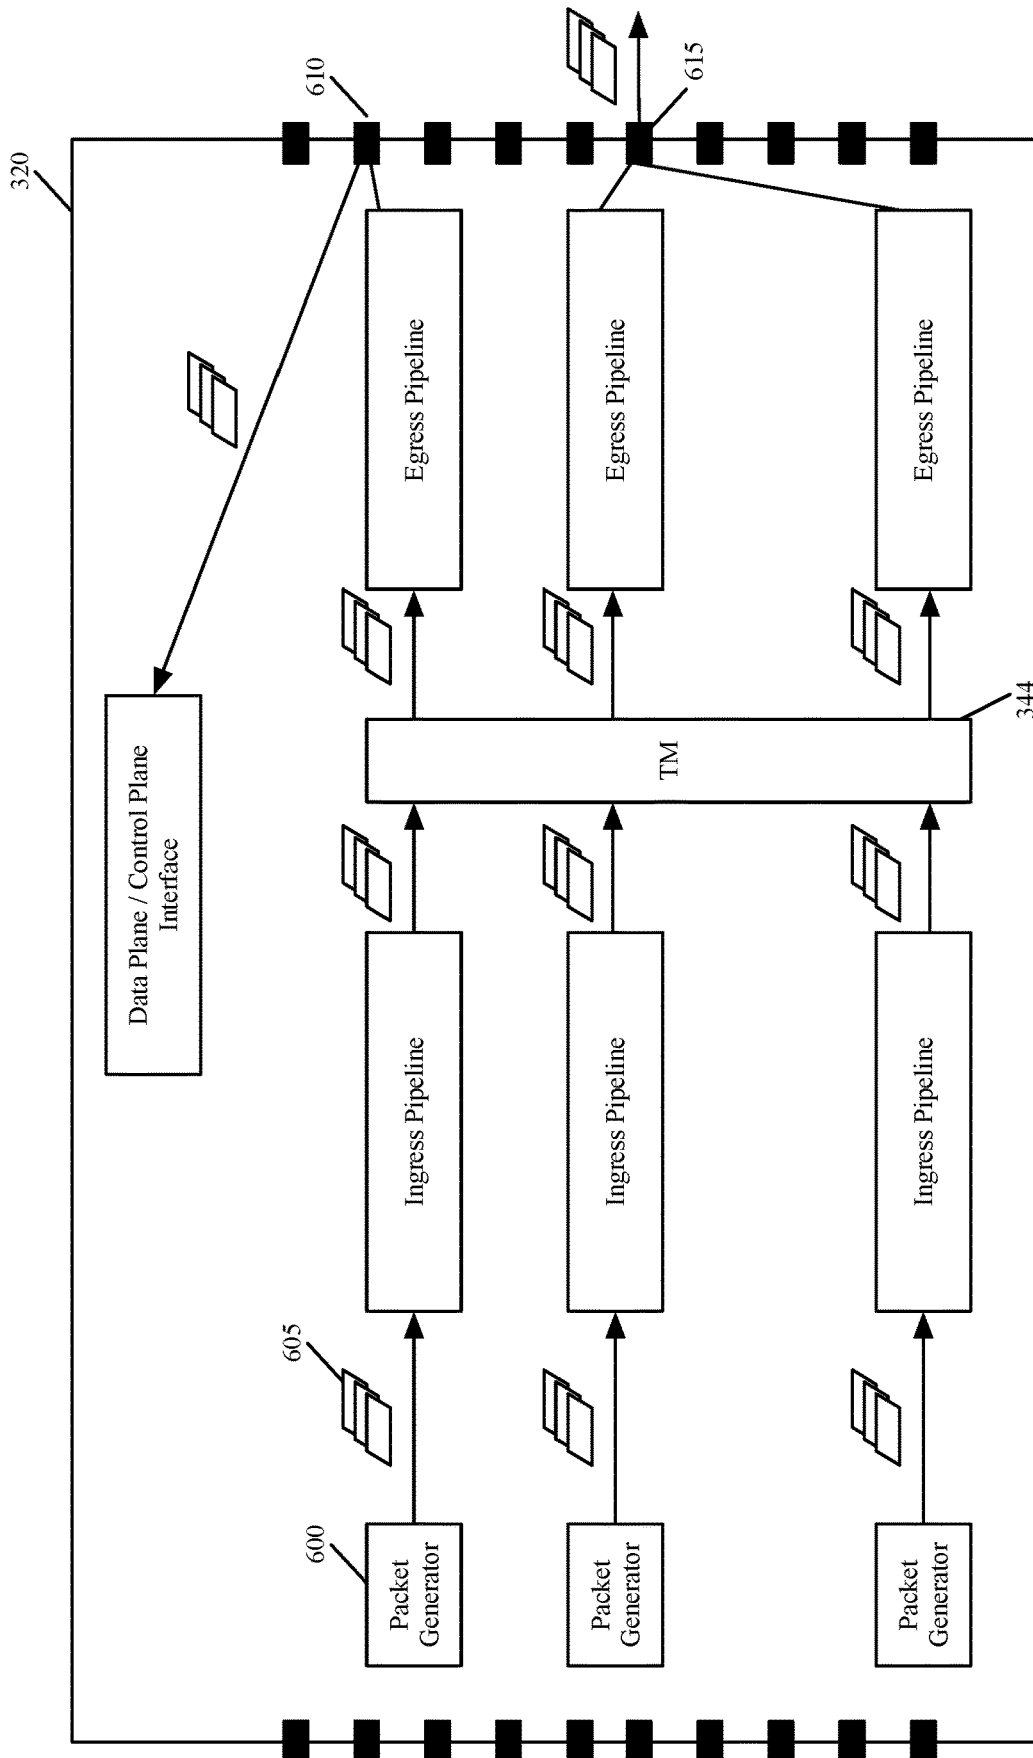 320
610
615
Data Plane / Control Plane
Interface
605
600
Packet
Generator
Ingress Pipeline
TM
344
Egress Pipeline
Packet
Generator
Ingress Pipeline
Egress Pipeline
Packet
Generator
Ingress Pipeline
Egress Pipeline